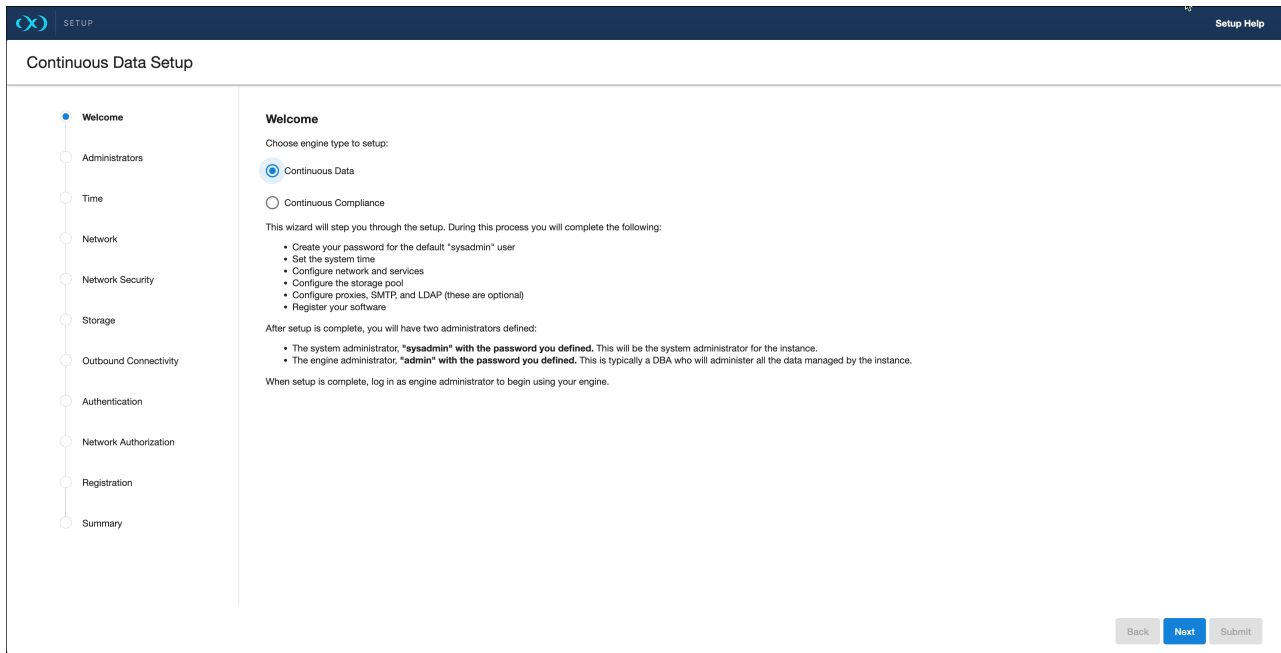 SETUP
Setup Help
Continuous Data Setup
Welcome
Administrators
Time
Network
Network Security
Storage
Outbound Connectivity
Authentication
Network Authorization
Registration
Summary
Welcome
Choose engine type to setup:
Continuous Data
Continuous Compliance
This wizard will step you through the setup. During this process you will complete the following:
• Create your password for the default "sysadmin" user
• Set the system time
• Configure network and services
• Configure the storage pool
• Configure proxies, SMTP, and LDAP (these are optional)
• Register your software
After setup is complete, you will have two administrators defined:
• The system administrator, "sysadmin" with the password you defined. This will be the system administrator for the instance.
• The engine administrator, "admin" with the password you defined. This is typically a DBA who will administer all the data managed by the instance.
When setup is complete, log in as engine administrator to begin using your engine.
Back
Next
Submit